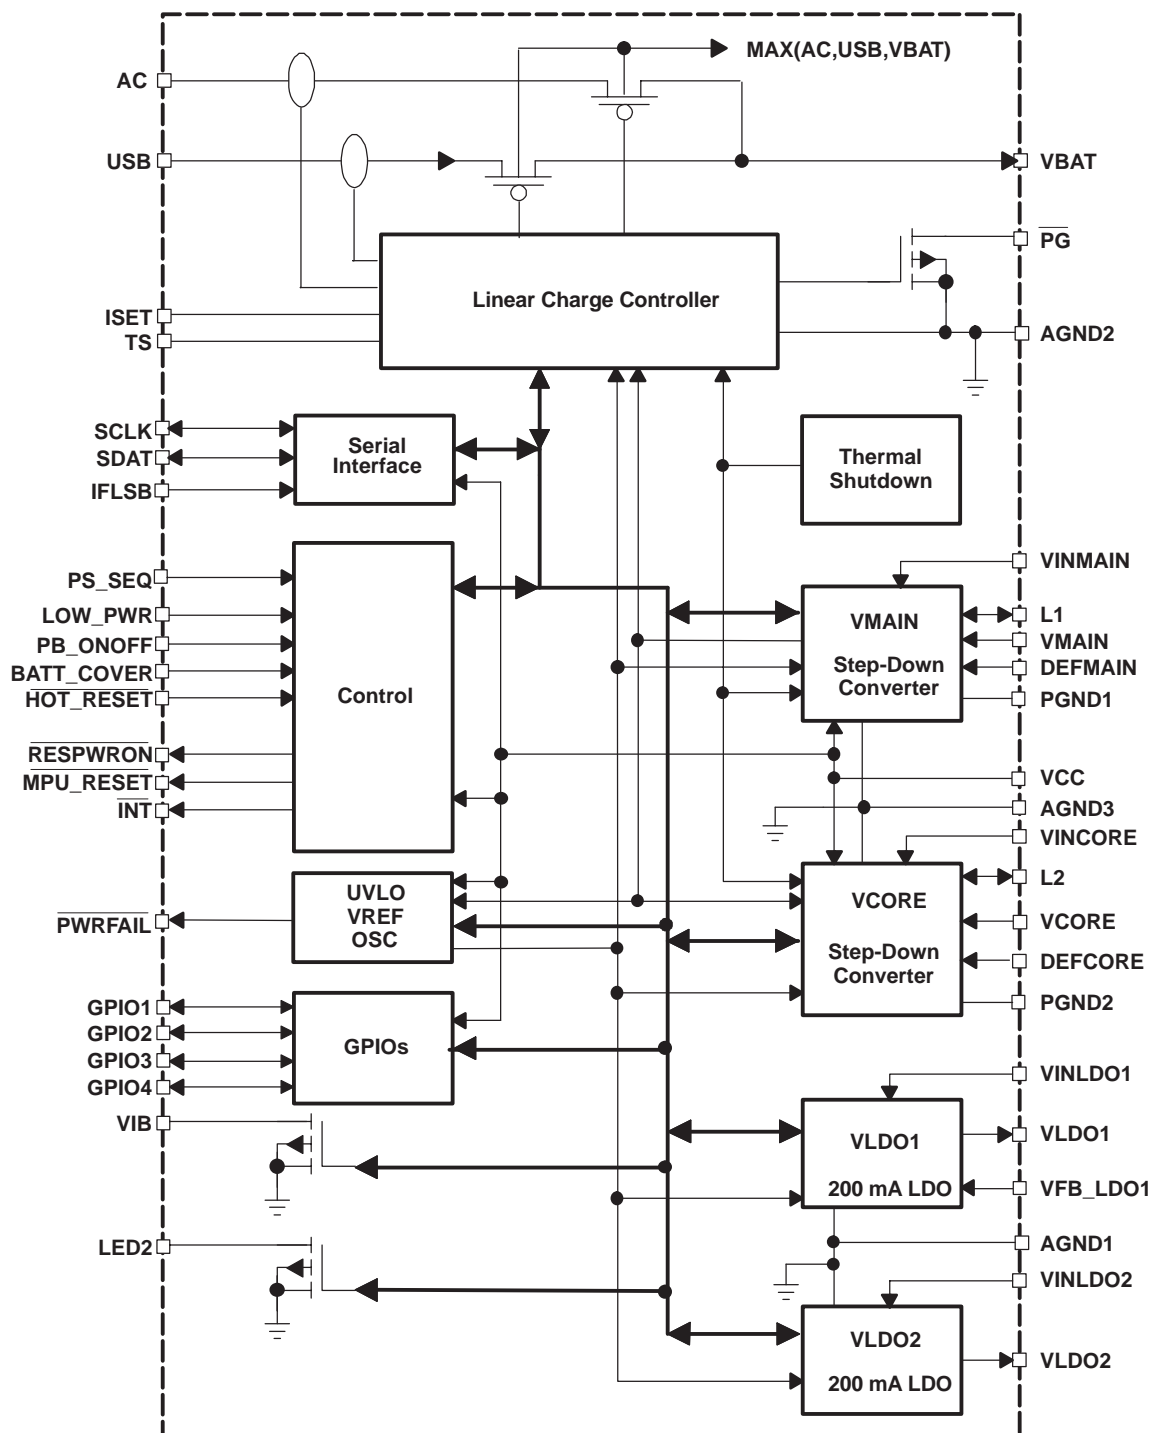 MAX(AC,USB,VBAT)
AC
USB
VBAT
PG
Linear Charge Controller
ISET
TS
AGND2
SCLK
SDAT
IFLSB
Serial
Interface
Thermal
Shutdown
PS_SEQ
LOW_PWR
PB_ONOFF
BATT_COVER
HOT_RESET
RESPWRON
MPU_RESET
INT
Control
VINMAIN
L1
VMAIN
DEFMAIN
PGND1
VMAIN
Step-Down
Converter
VCC
AGND3
VINCORE
L2
VCORE
DEFCORE
PGND2
VCORE
Step-Down
Converter
PWRFAIL
UVLO
VREF
OSC
GPIO1
GPIO2
GPIO3
GPIO4
GPIOs
VIB
LED2
VINLDO1
VLDO1
VFB_LDO1
VLDO1
200 mA LDO
AGND1
VINLDO2
VLDO2
VLDO2
200 mA LDO